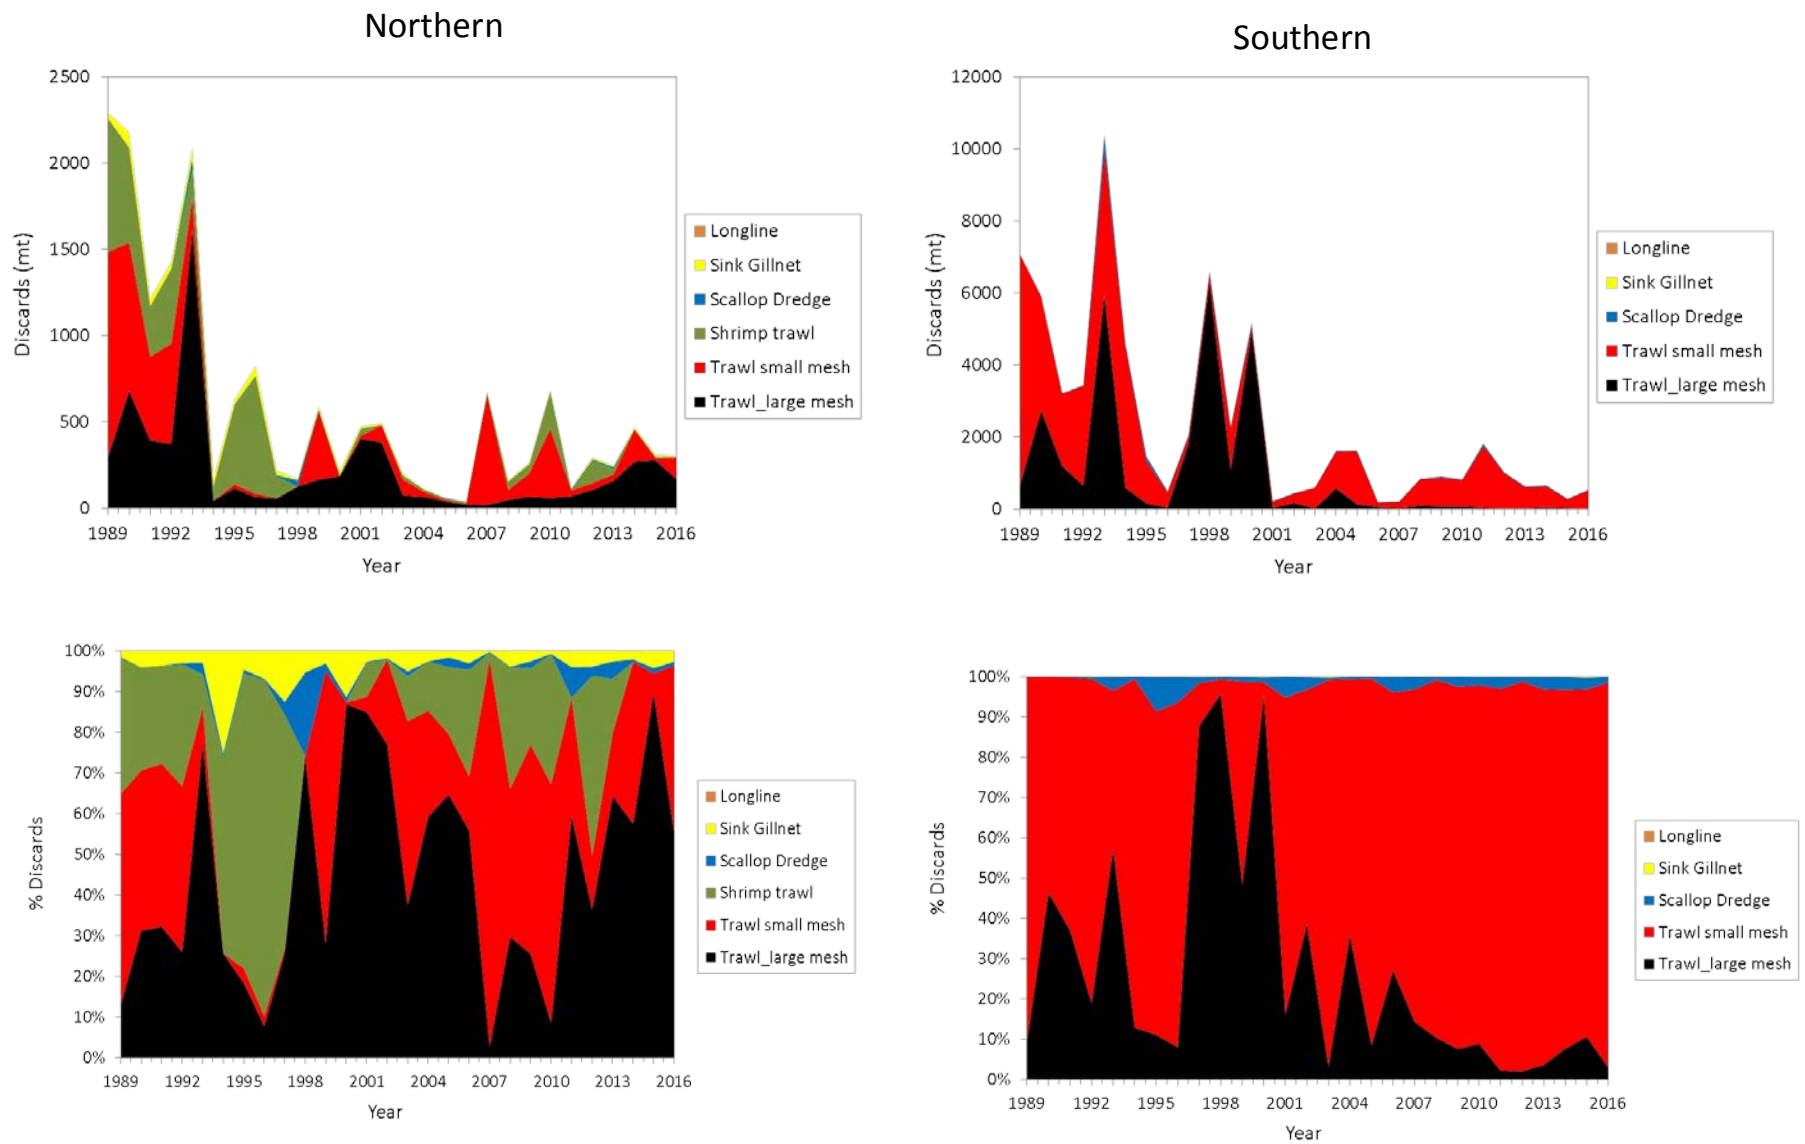 Northern
2500
2000
1500
1000
500
0
Discards (mt)
1989 1992 1995 1998 2001 2004 2007 2010 2013 2016
Year
Longline
Sink Gillnet
Scallop Dredge
Shrimp trawl
Trawl small mesh
Trawl_large mesh
Southern
12000
10000
8000
6000
4000
2000
0
Discards (mt)
1989 1992 1995 1998 2001 2004 2007 2010 2013 2016
Year
Longline
Sink Gillnet
Scallop Dredge
Trawl small mesh
Trawl_large mesh
100%
90%
80%
70%
60%
50%
40%
30%
20%
10%
0%
% Discards
1989 1992 1995 1998 2001 2004 2007 2010 2013 2016
Year
Longline
Sink Gillnet
Scallop Dredge
Shrimp trawl
Trawl small mesh
Trawl_large mesh
100%
90%
80%
70%
60%
50%
40%
30%
20%
10%
0%
% Discards
1989 1992 1995 1998 2001 2004 2007 2010 2013 2016
Year
Longline
Sink Gillnet
Scallop Dredge
Trawl small mesh
Trawl_large mesh